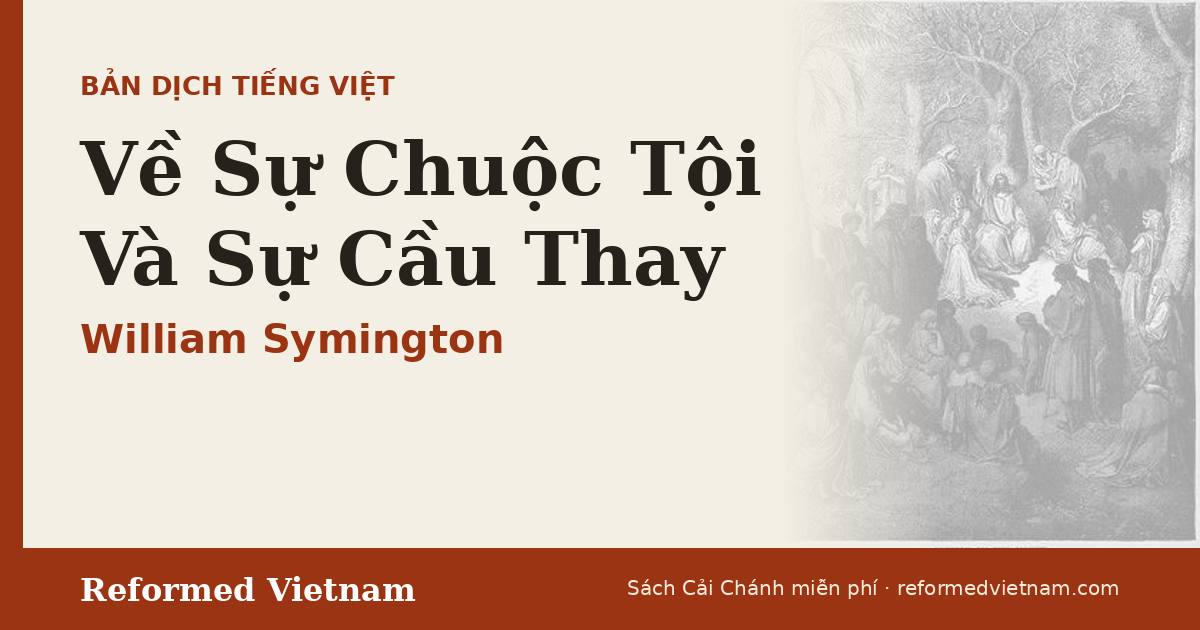 BẢN DỊCH TIẾNG VIỆT
Về Sự Chuộc Tội
Và Sự Cầu Thay
William Symington
Reformed Vietnam
Sách Cải Chánh miễn phí · reformedvietnam.com